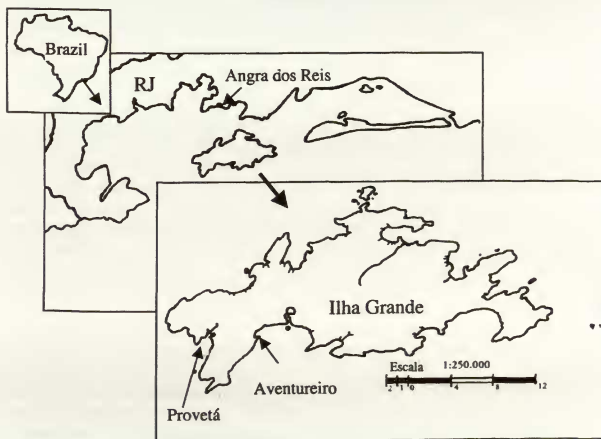 Brazil
RJ
Angra dos Reis
Ilha Grande
Aventureiro
Provetá
Escala 1:250.000
2 1 0 4 8 12